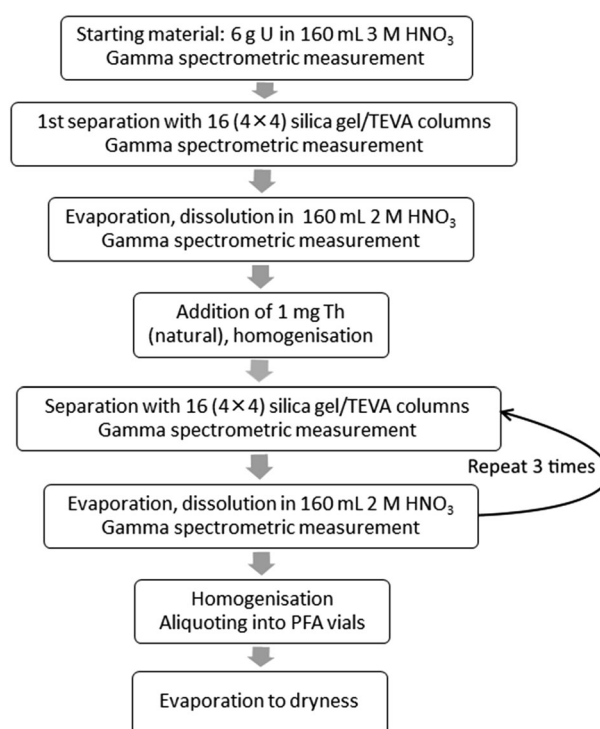 Starting material: 6 g U in 160 mL 3 M HNO₃
Gamma spectrometric measurement
1st separation with 16 (4×4) silica gel/TEVA columns
Gamma spectrometric measurement
Evaporation, dissolution in 160 mL 2 M HNO₃
Gamma spectrometric measurement
Addition of 1 mg Th
(natural), homogenisation
Separation with 16 (4×4) silica gel/TEVA columns
Gamma spectrometric measurement
Repeat 3 times
Evaporation, dissolution in 160 mL 2 M HNO₃
Gamma spectrometric measurement
Homogenisation
Aliquoting into PFA vials
Evaporation to dryness